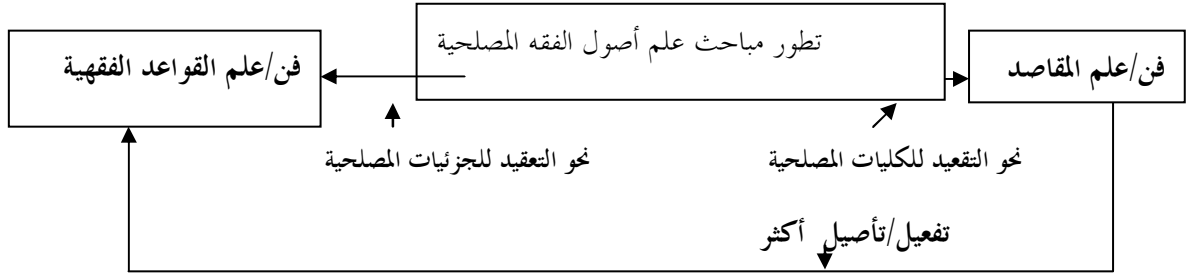 تطور مباحث علم أصول الفقه المصلحية
فن/علم المقاصد
فن/علم القواعد الفقهية
نحو التقعيد للكليات المصلحية
نحو التعقيد للجزئيات المصلحية
تفعيل/تأصيل أكثر